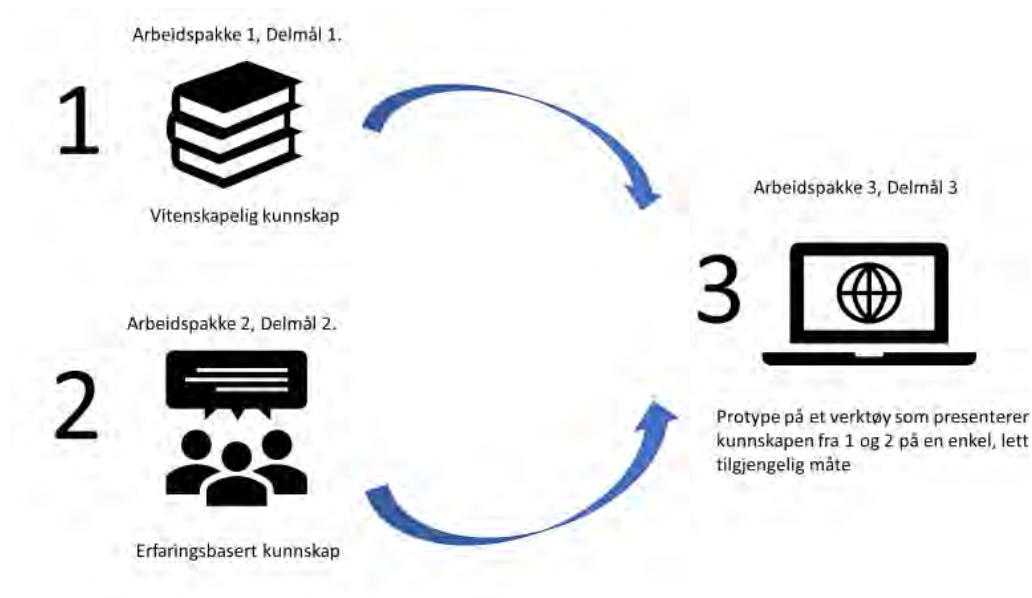 Arbeidspakke 1, Delmål 1.
1
Vitenskapelig kunnskap
Arbeidspakke 2, Delmål 2.
2
Erfaringsbasert kunnskap
Arbeidspakke 3, Delmål 3
3
Protype på et verktøy som presenterer
kunnskapen fra 1 og 2 på en enkel, lett
tilgjengelig måte